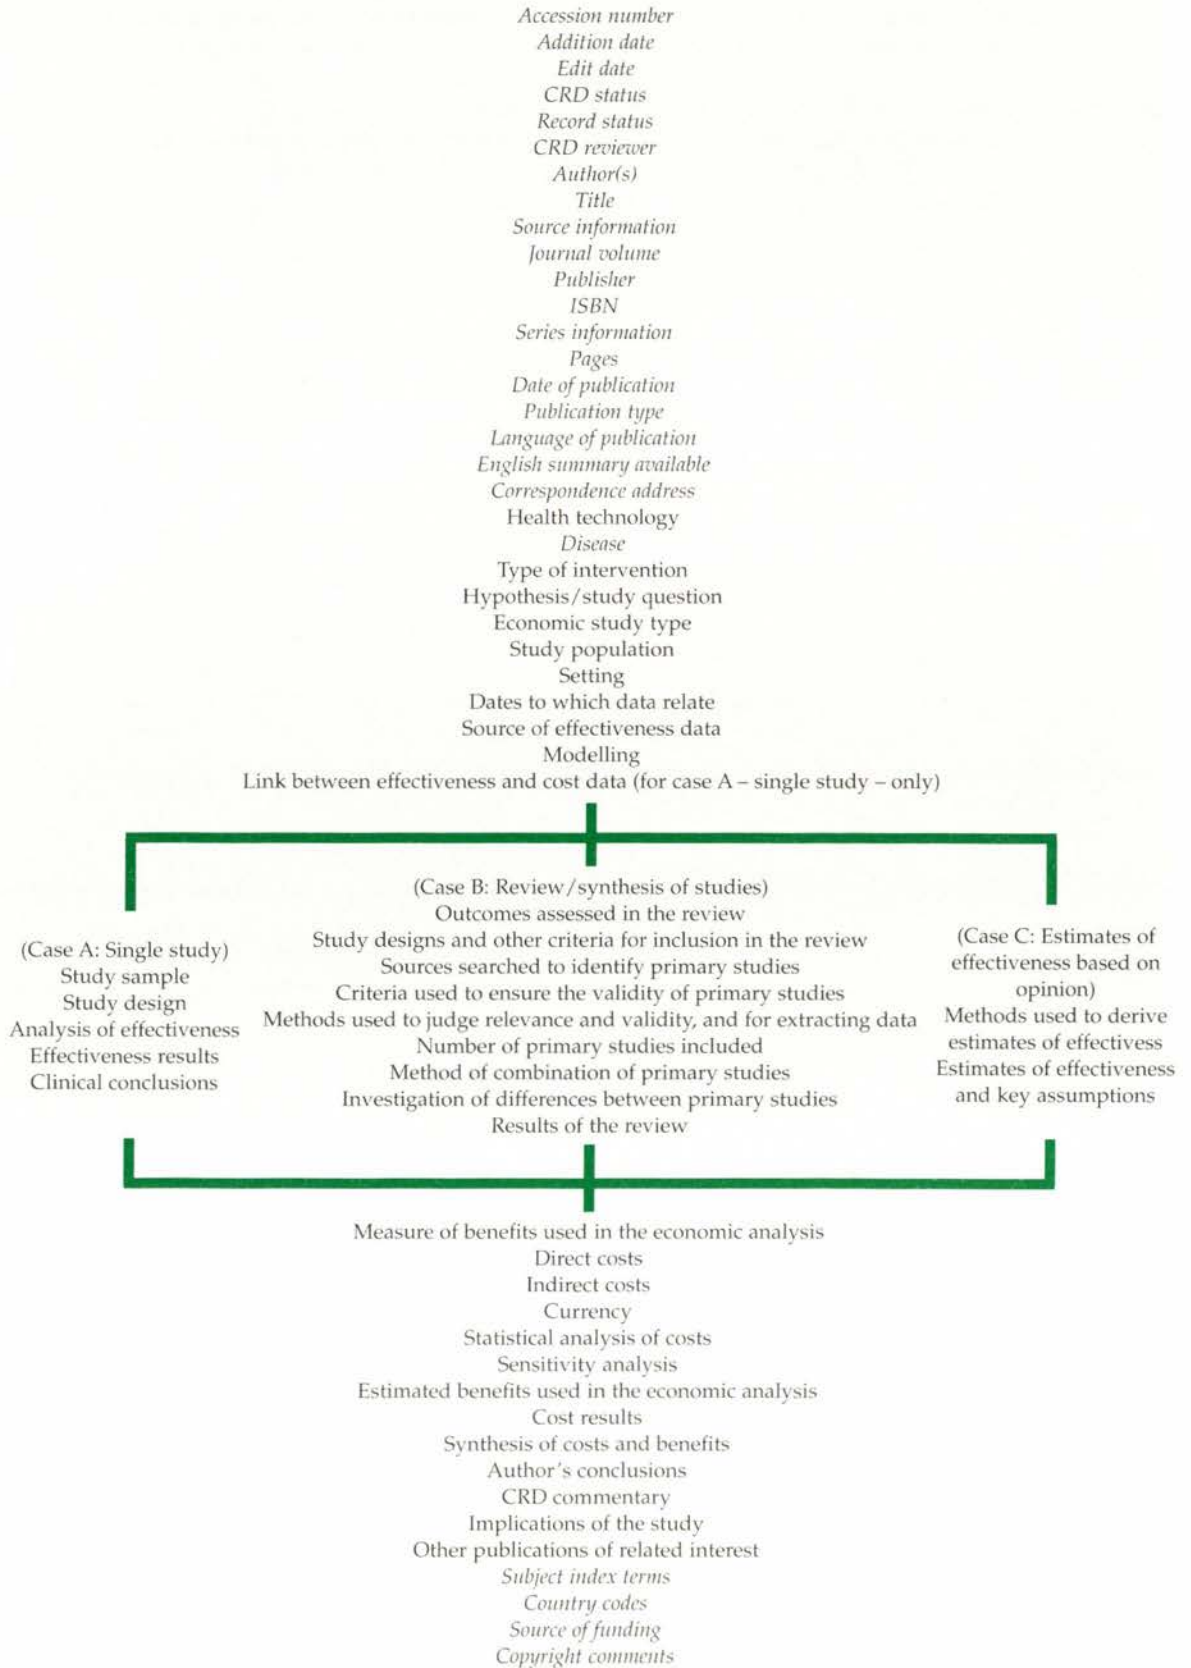 Accession number
Addition date
Edit date
CRD status
Record status
CRD reviewer
Author(s)
Title
Source information
Journal volume
Publisher
ISBN
Series information
Pages
Date of publication
Publication type
Language of publication
English summary available
Correspondence address
Health technology
Disease
Type of intervention
Hypothesis/study question
Economic study type
Study population
Setting
Dates to which data relate
Source of effectiveness data
Modelling
Link between effectiveness and cost data (for case A – single study – only)
(Case A: Single study)
Study sample
Study design
Analysis of effectiveness
Effectiveness results
Clinical conclusions
(Case B: Review/synthesis of studies)
Outcomes assessed in the review
Study designs and other criteria for inclusion in the review
Sources searched to identify primary studies
Criteria used to ensure the validity of primary studies
Methods used to judge relevance and validity, and for extracting data
Number of primary studies included
Method of combination of primary studies
Investigation of differences between primary studies
Results of the review
(Case C: Estimates of
effectiveness based on
opinion)
Methods used to derive
estimates of effectivess
Estimates of effectiveness
and key assumptions
Measure of benefits used in the economic analysis
Direct costs
Indirect costs
Currency
Statistical analysis of costs
Sensitivity analysis
Estimated benefits used in the economic analysis
Cost results
Synthesis of costs and benefits
Author's conclusions
CRD commentary
Implications of the study
Other publications of related interest
Subject index terms
Country codes
Source of funding
Copyright comments